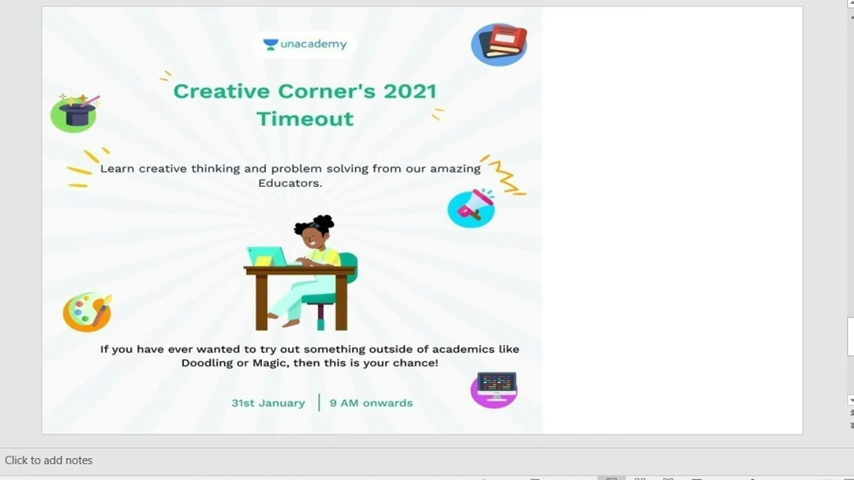 unacademy
Creative Corner's 2021
Timeout
Learn creative thinking and problem solving from our amazing
Educators.
If you have ever wanted to try out something outside of academics like
Doodling or Magic, then this is your chance!
31st January | 9 AM onwards
Click to add notes